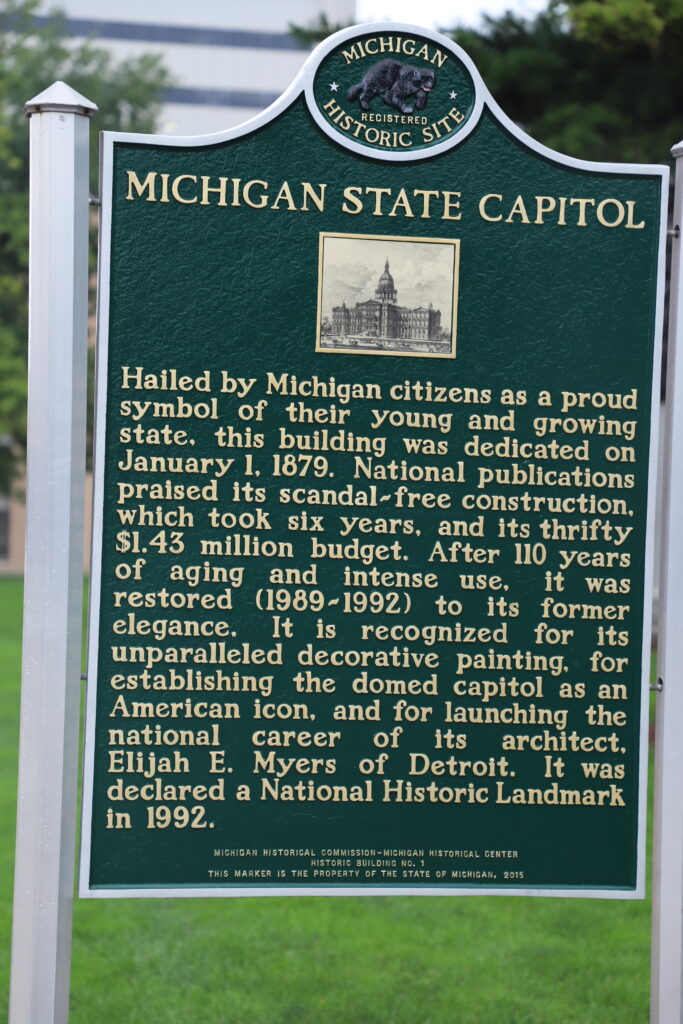 MICHIGAN
REGISTERED
HISTORIC SITE
MICHIGAN STATE CAPITOL
Hailed by Michigan citizens as a proud
symbol of their young and growing
state, this building was dedicated on
January 1, 1879. National publications
praised its scandal-free construction,
which took six years, and its thrifty
$1.43 million budget. After 110 years
of aging and intense use, it was
restored (1989-1992) to its former
elegance. It is recognized for its
unparalleled decorative painting, for
establishing the domed capitol as an
American icon, and for launching the
national career of its architect,
Elijah E. Myers of Detroit. It was
declared a National Historic Landmark
in 1992.
MICHIGAN HISTORICAL COMMISSION-MICHIGAN HISTORICAL CENTER
HISTORIC BUILDING NO. 1
THIS MARKER IS THE PROPERTY OF THE STATE OF MICHIGAN, 2015